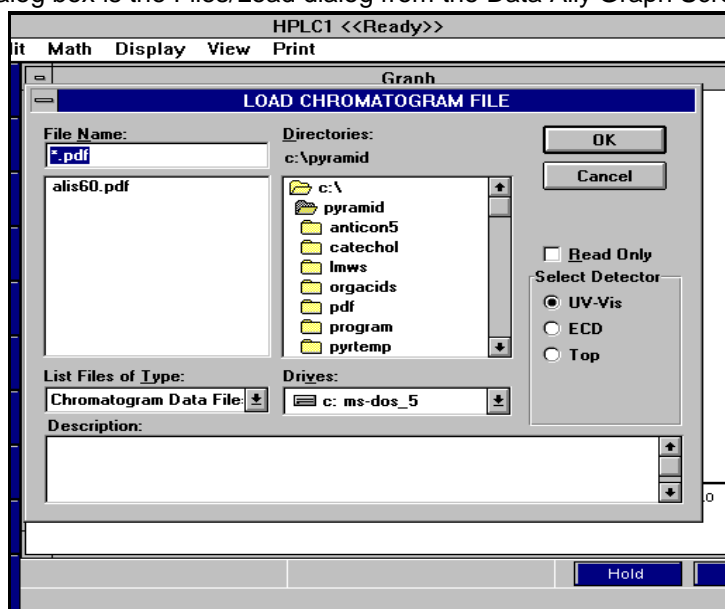 alog box is the Files/Load dialog from the Data Ally Graph Scre
HPLC1 <<Ready>>
it Math Display View Print
Graph
LOAD CHROMATOGRAM FILE
File Name:
*.pdf
alis60.pdf
Directories:
c:\pyramid
c:\
pyramid
anticon5
catechol
lmws
orgacids
pdf
program
pyrtemp
OK
Cancel
Read Only
Select Detector
UV-Vis
ECD
Top
List Files of Type:
Chromatogram Data File
Drives:
c: ms-dos_5
Description:
.0
Hold